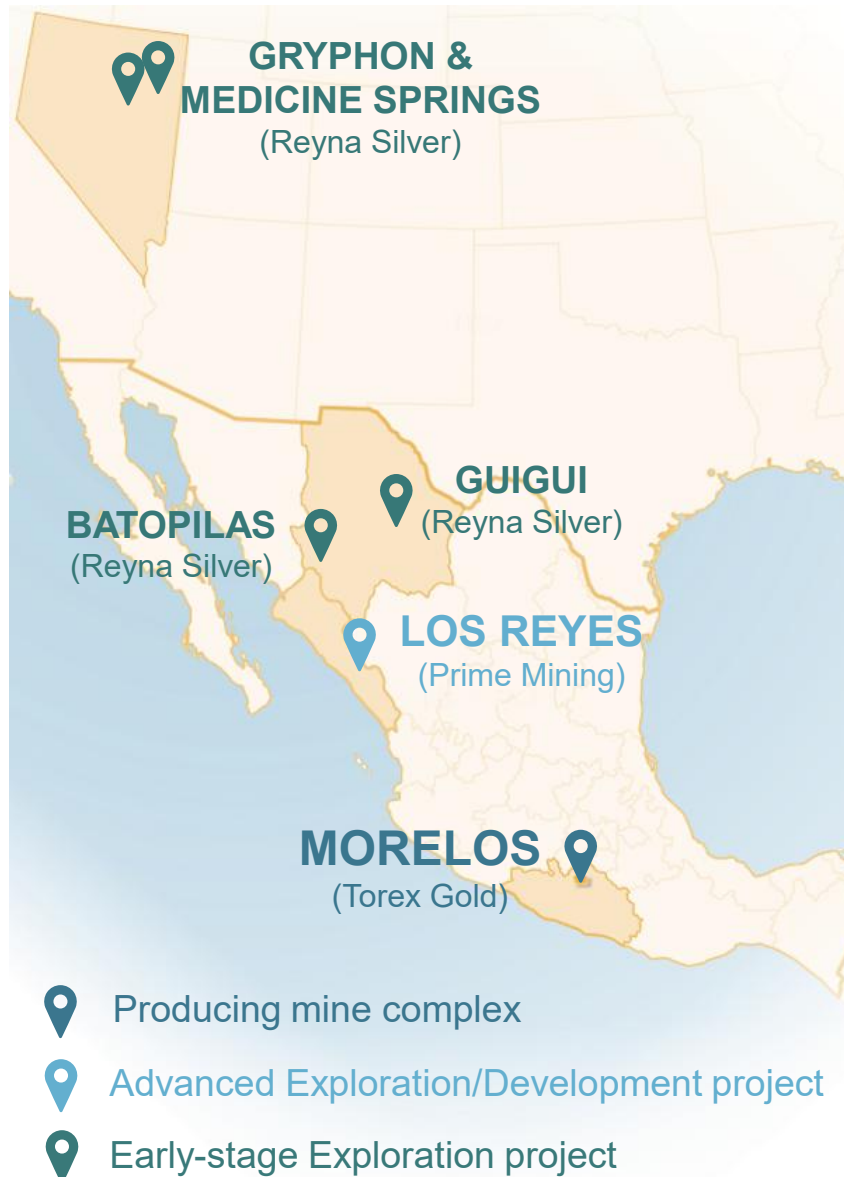 GRYPHON &
MEDICINE SPRINGS
(Reyna Silver)
GUIGUI
(Reyna Silver)
BATOPILAS
(Reyna Silver)
LOS REYES
(Prime Mining)
MORELOS
(Torex Gold)
Producing mine complex
Advanced Exploration/Development project
Early-stage Exploration project